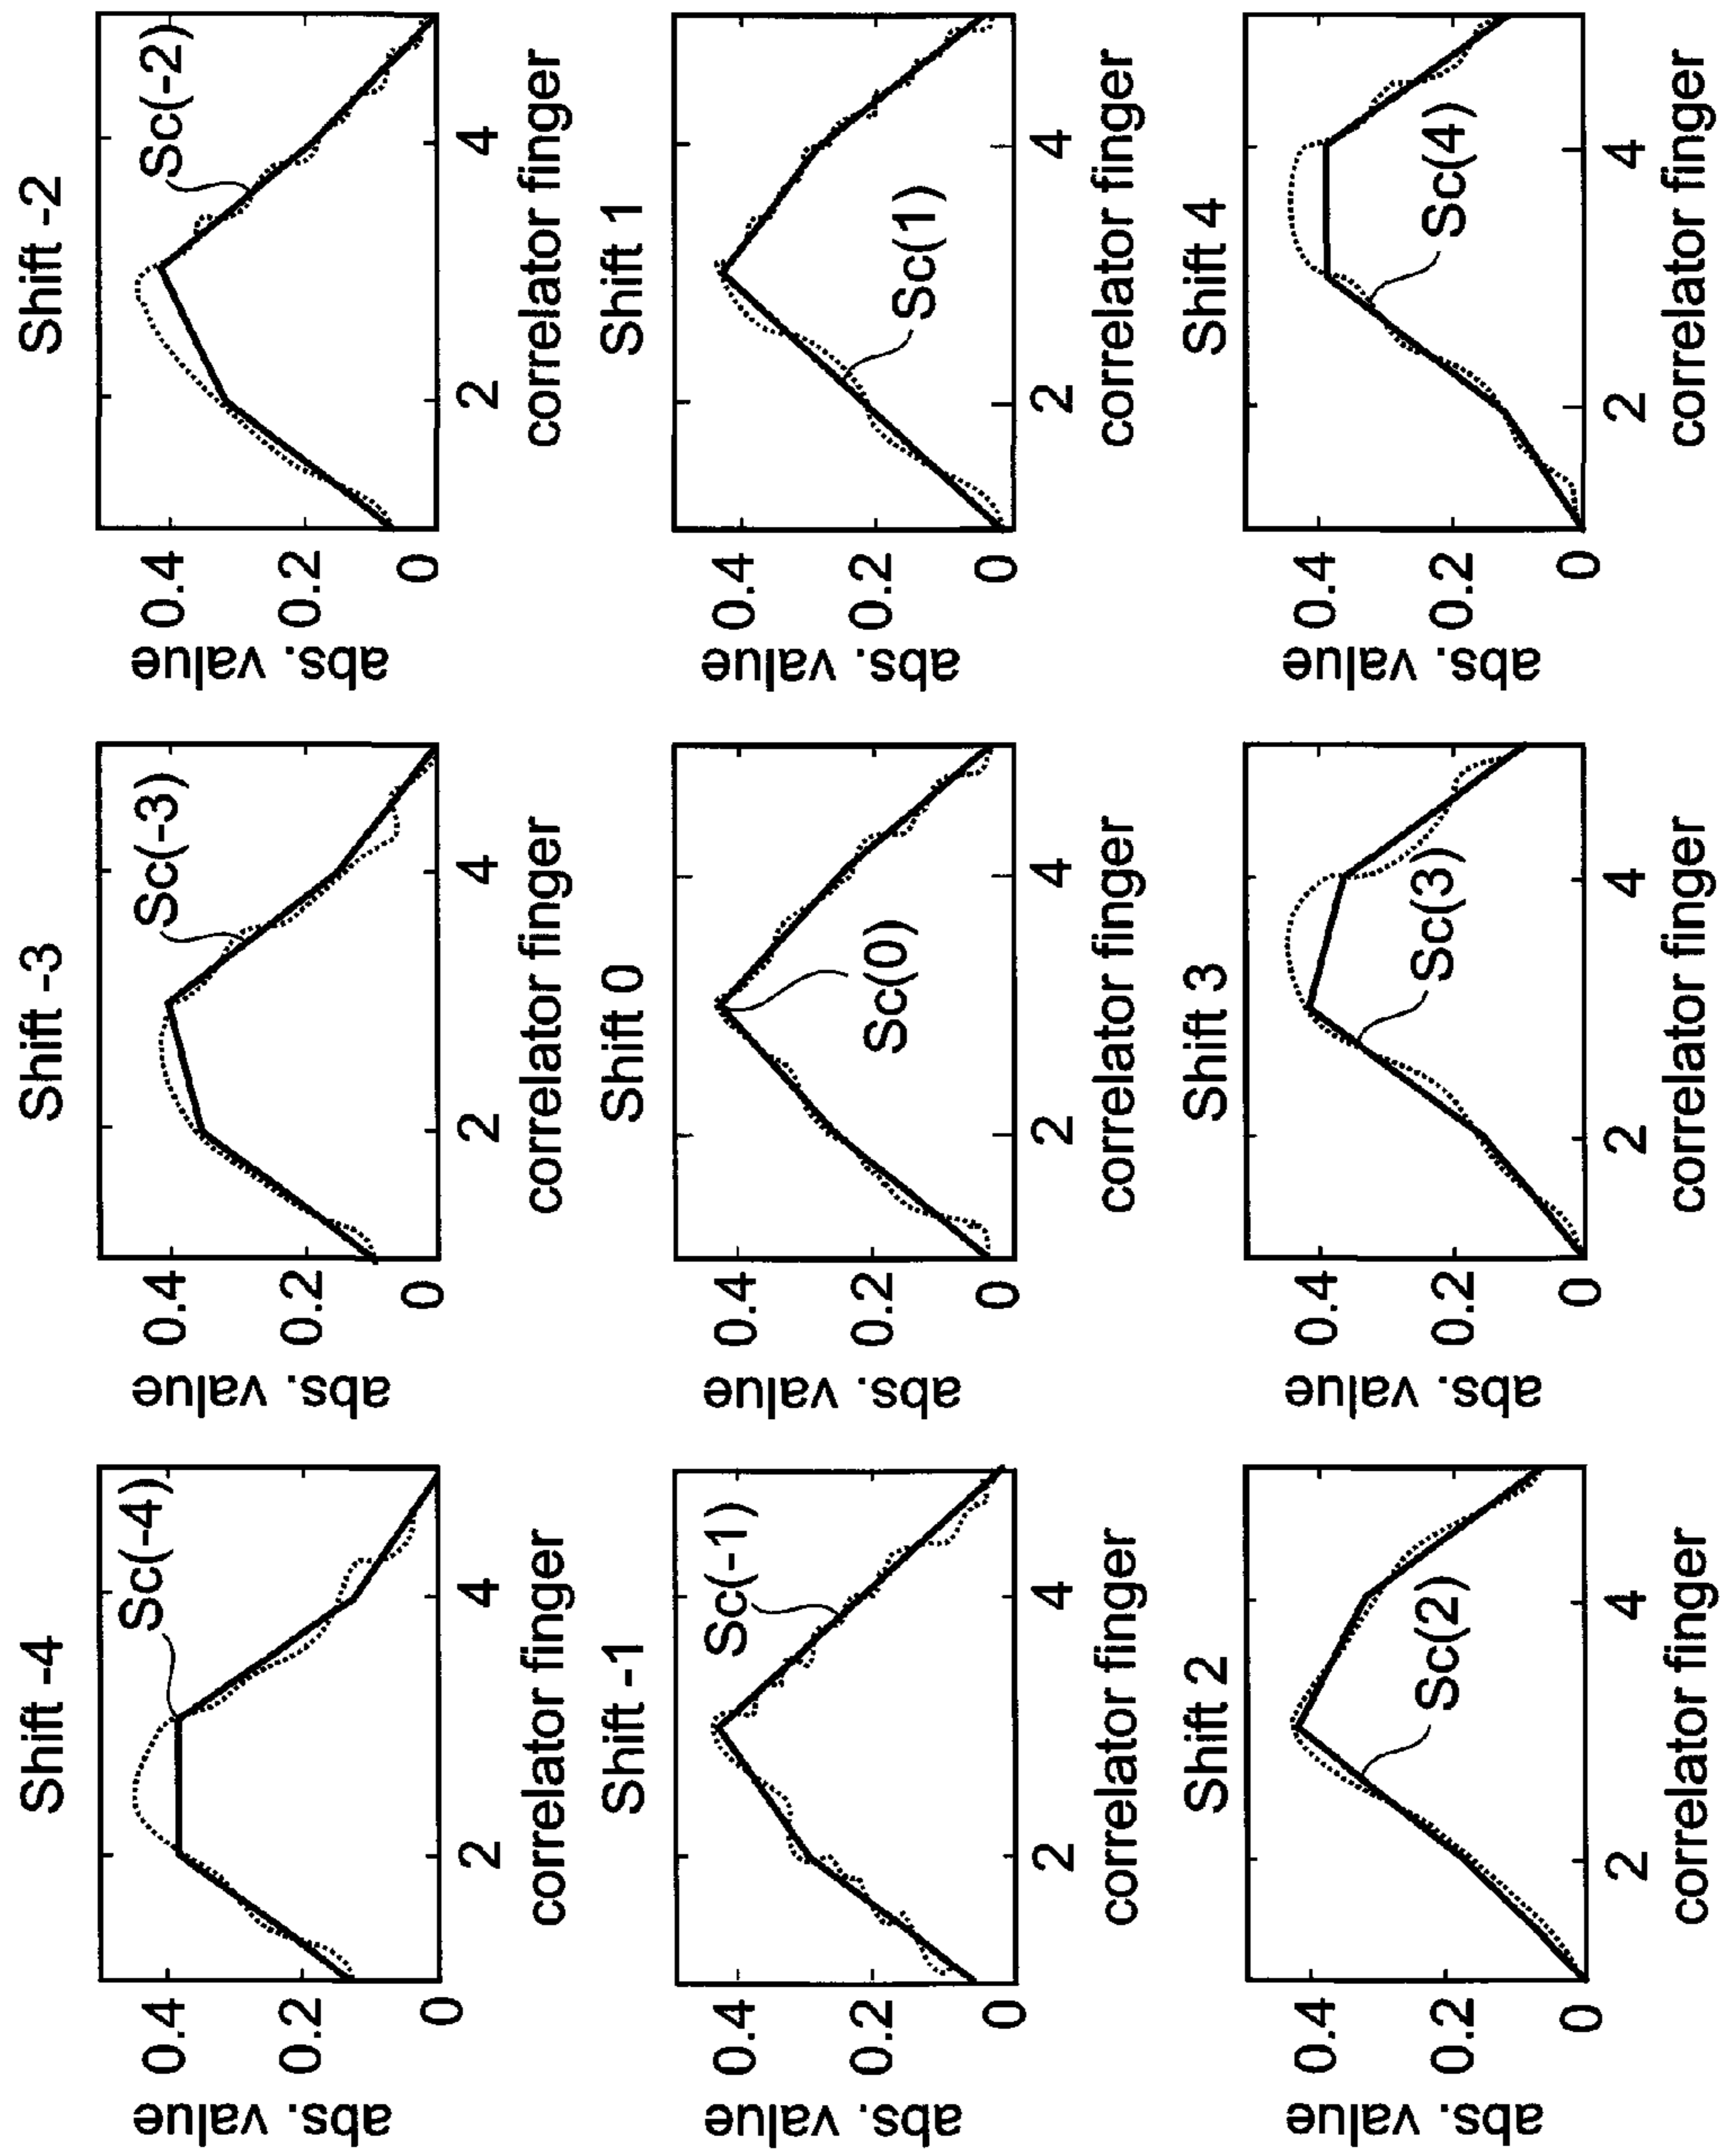 Shift -4
Sc(-4)
abs. value
0.4
0.2
0
2
4
correlator finger
Shift -3
Sc(-3)
abs. value
0.4
0.2
0
2
4
correlator finger
Shift -2
Sc(-2)
abs. value
0.4
0.2
0
2
4
correlator finger
Shift -1
Sc(-1)
abs. value
0.4
0.2
0
2
4
correlator finger
Shift 0
Sc(0)
abs. value
0.4
0.2
0
2
4
correlator finger
Shift 1
Sc(1)
abs. value
0.4
0.2
0
2
4
correlator finger
Shift 2
Sc(2)
abs. value
0.4
0.2
0
2
4
correlator finger
Shift 3
Sc(3)
abs. value
0.4
0.2
0
2
4
correlator finger
Shift 4
Sc(4)
abs. value
0.4
0.2
0
2
4
correlator finger